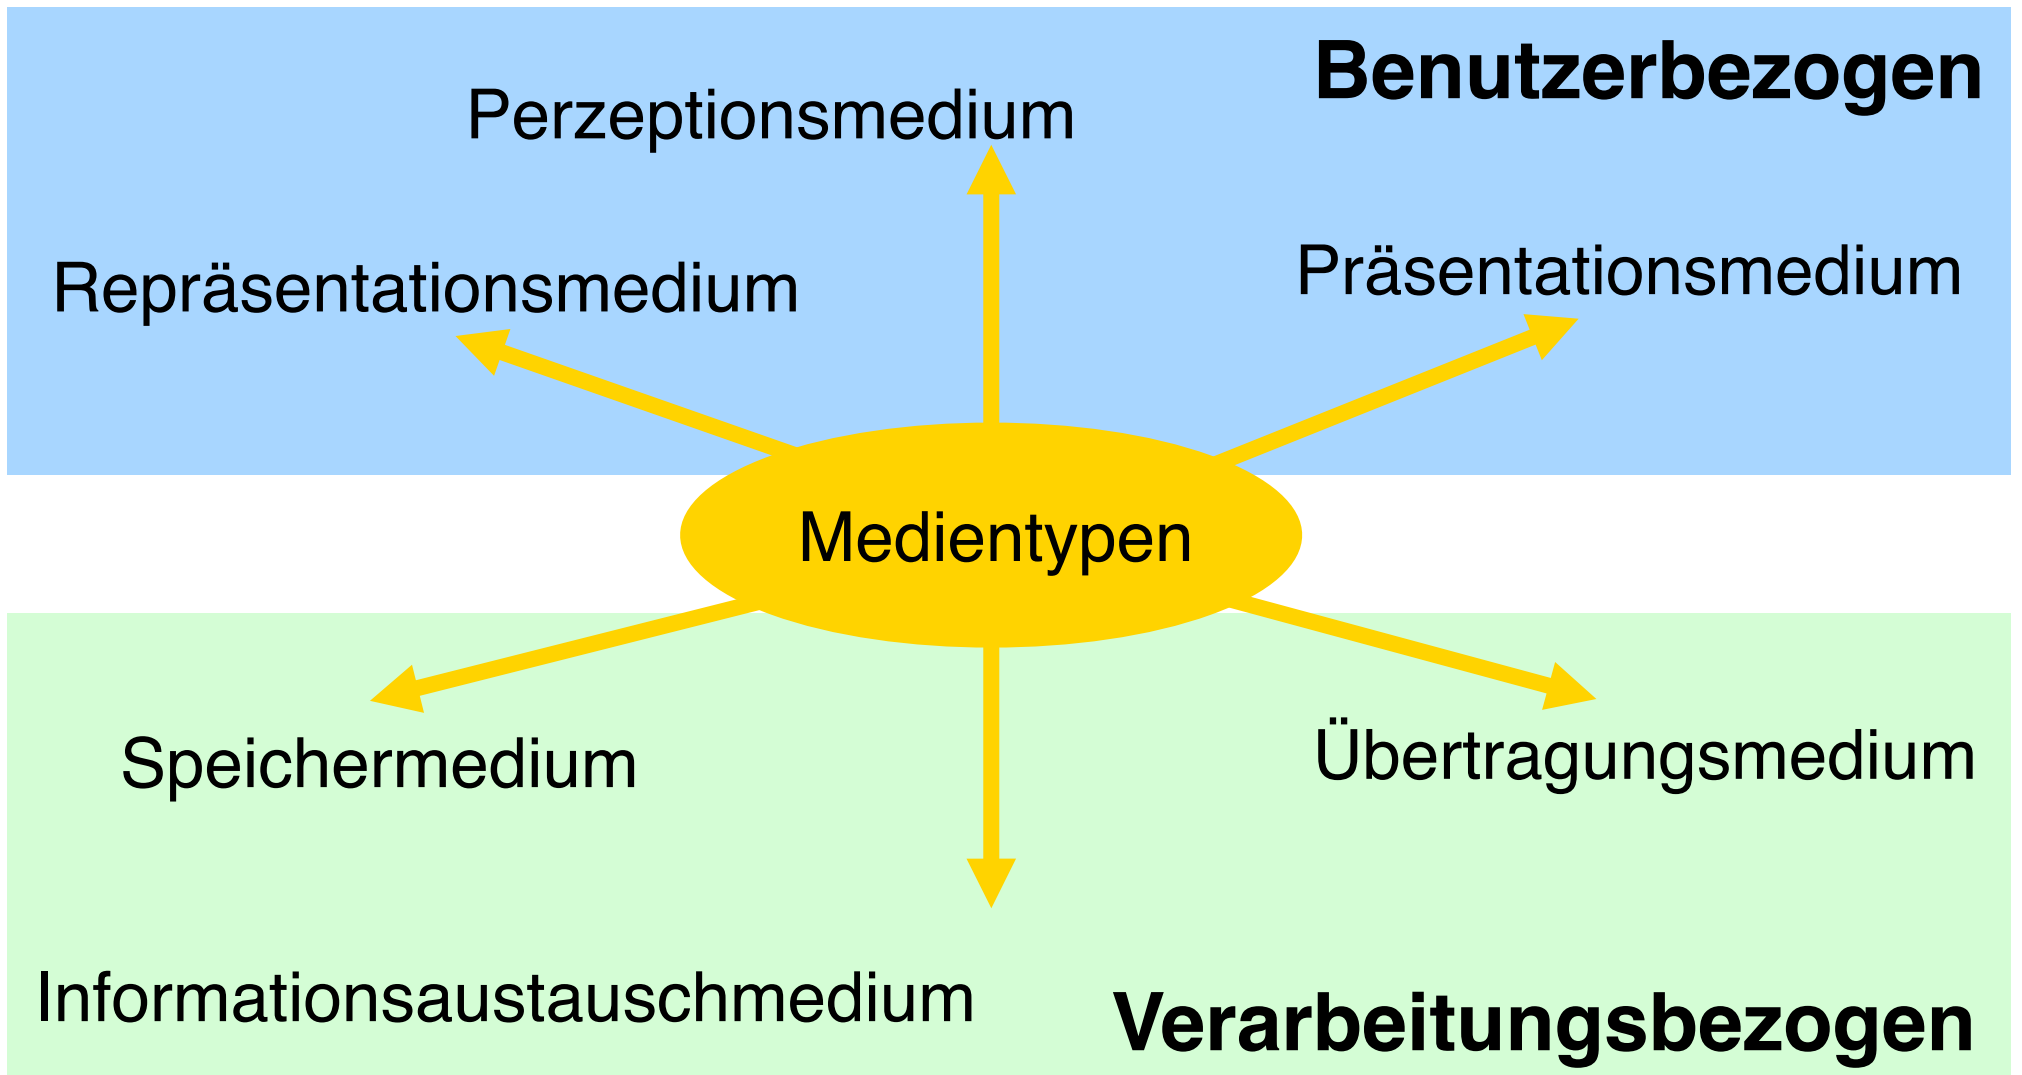 Benutzerbezogen
Perzeptionsmedium
Repräsentationsmedium
Präsentationsmedium
Medientypen
Speichermedium
Übertragungsmedium
Informationsaustauschmedium
Verarbeitungsbezogen